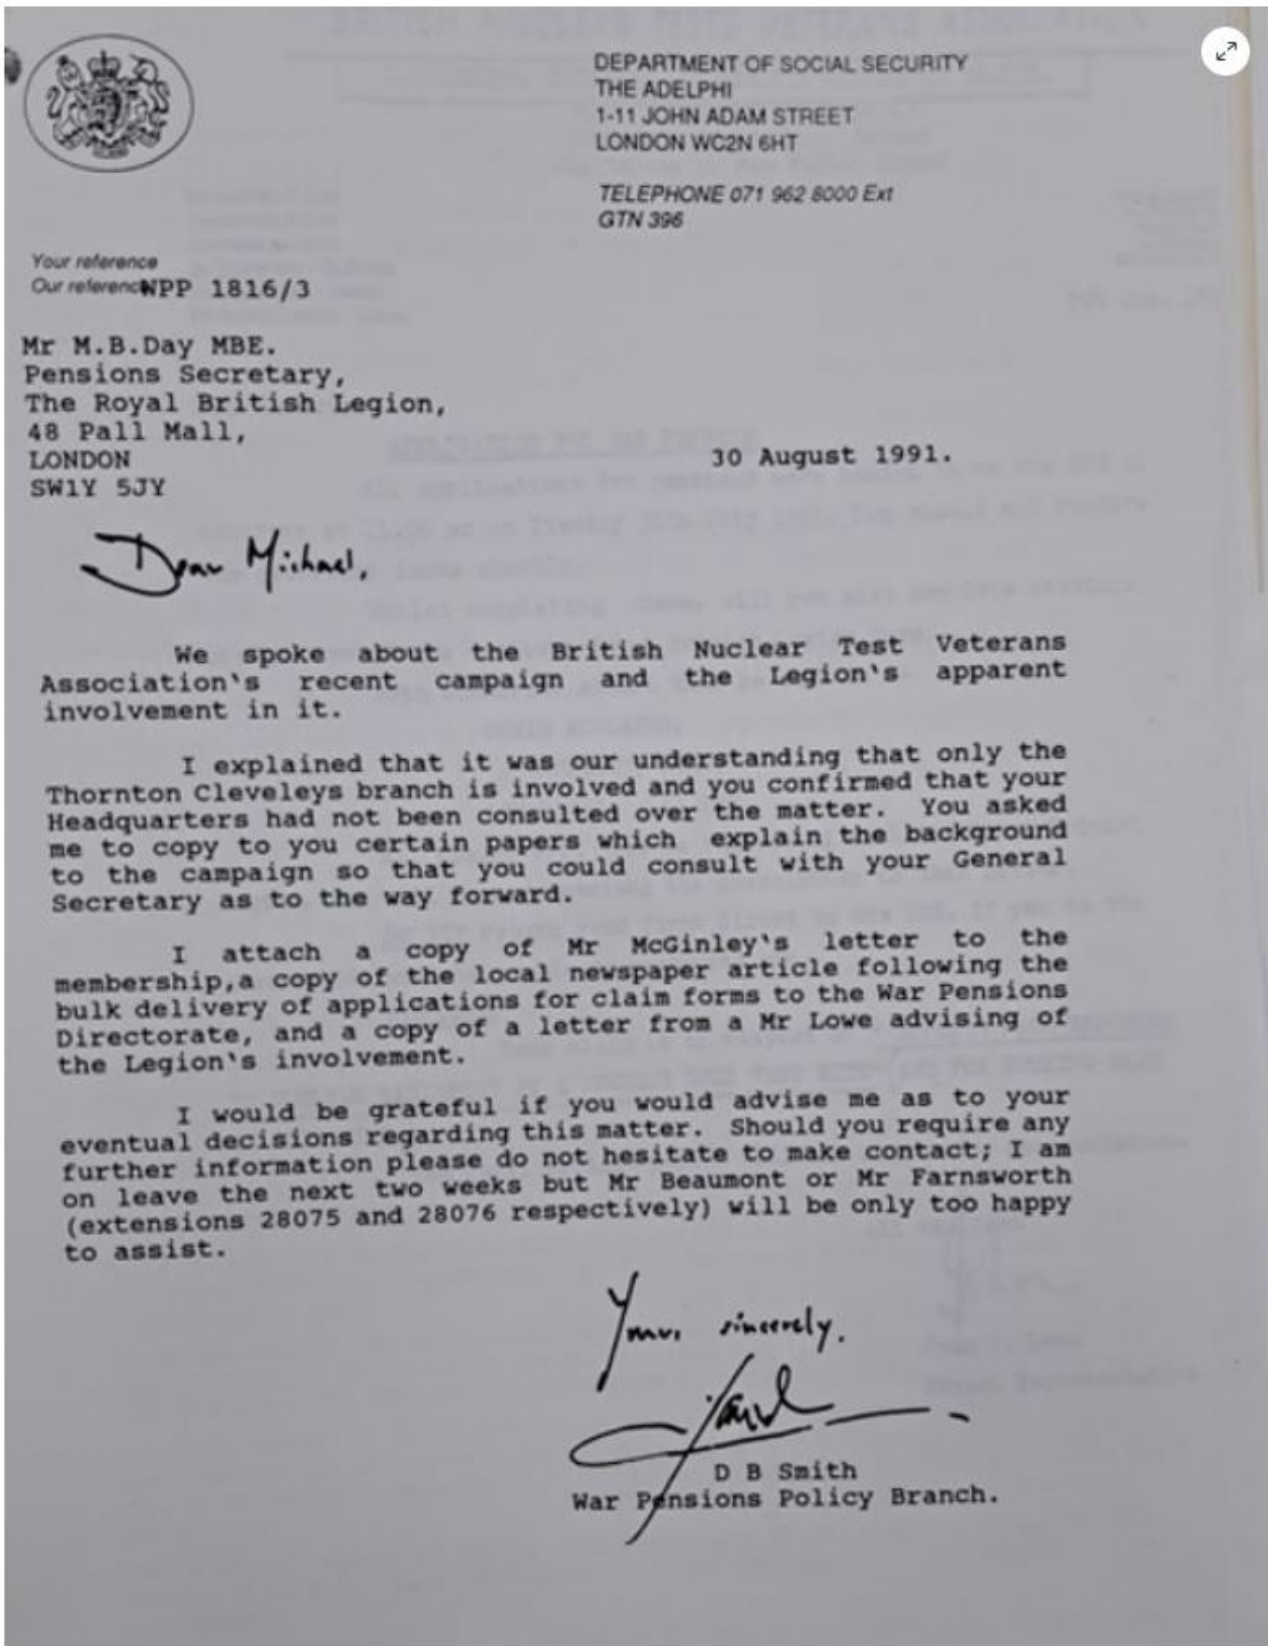 DEPARTMENT OF SOCIAL SECURITY
THE ADELPHI
1-11 JOHN ADAM STREET
LONDON WC2N 6HT
TELEPHONE 071 962 8000 Ext
GTN 396
Your reference
Our reference WPP 1816/3
Mr M.B.Day MBE.
Pensions Secretary,
The Royal British Legion,
48 Pall Mall,
LONDON
SW1Y 5JY
30 August 1991.
Dear Michael,
We spoke about the British Nuclear Test Veterans
Association's recent campaign and the Legion's apparent
involvement in it.
I explained that it was our understanding that only the
Thornton Cleveleys branch is involved and you confirmed that your
Headquarters had not been consulted over the matter. You asked
me to copy to you certain papers which explain the background
to the campaign so that you could consult with your General
Secretary as to the way forward.
I attach a copy of Mr McGinley's letter to the
membership,a copy of the local newspaper article following the
bulk delivery of applications for claim forms to the War Pensions
Directorate, and a copy of a letter from a Mr Lowe advising of
the Legion's involvement.
I would be grateful if you would advise me as to your
eventual decisions regarding this matter. Should you require any
further information please do not hesitate to make contact; I am
on leave the next two weeks but Mr Beaumont or Mr Farnsworth
(extensions 28075 and 28076 respectively) will be only too happy
to assist.
Yours sincerely.
D B Smith
War Pensions Policy Branch.